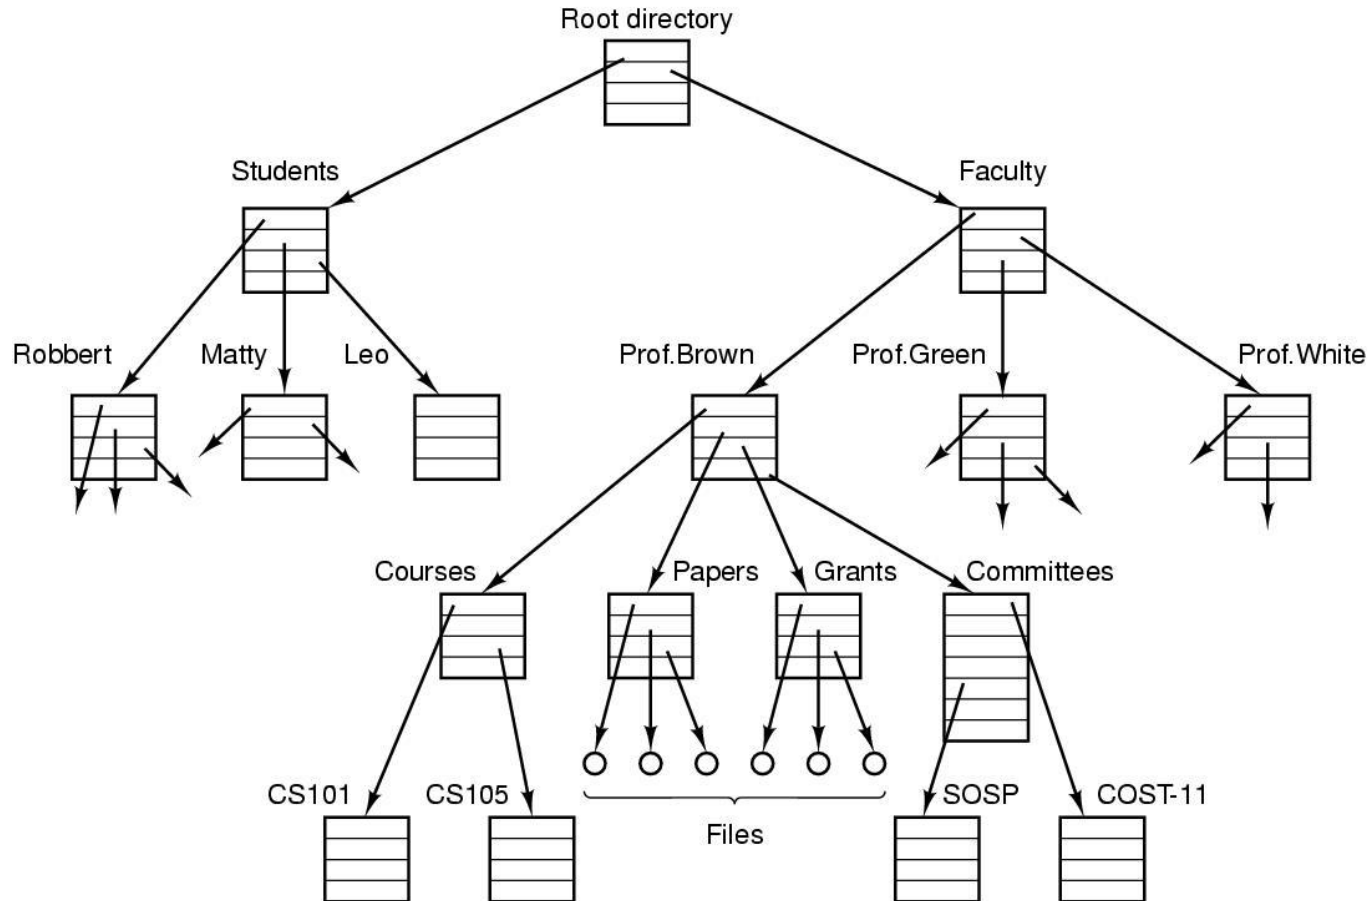 Root directory
Students
Faculty
Robbert
Matty
Leo
Prof.Brown
Prof.Green
Prof.White
Courses
Papers
Grants
Committees
CS101
CS105
SOSP
COST-11
Files